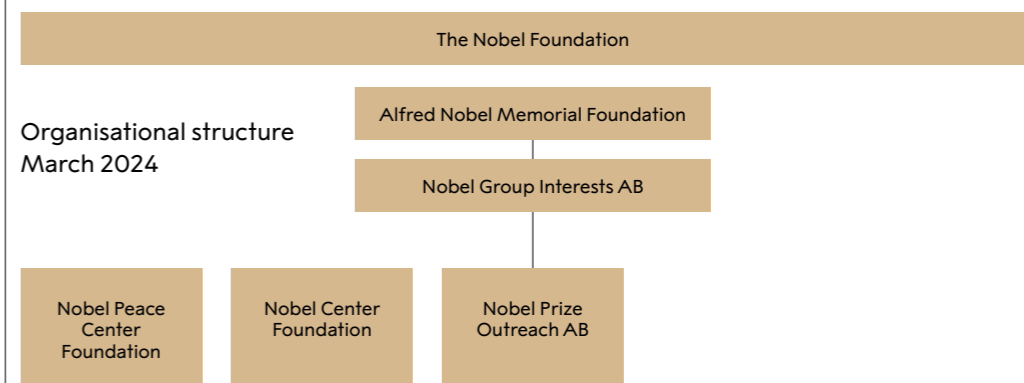 The Nobel Foundation
Organisational structure
March 2024
Alfred Nobel Memorial Foundation
Nobel Group Interests AB
Nobel Peace
Center
Foundation
Nobel Center
Foundation
Nobel Prize
Outreach AB